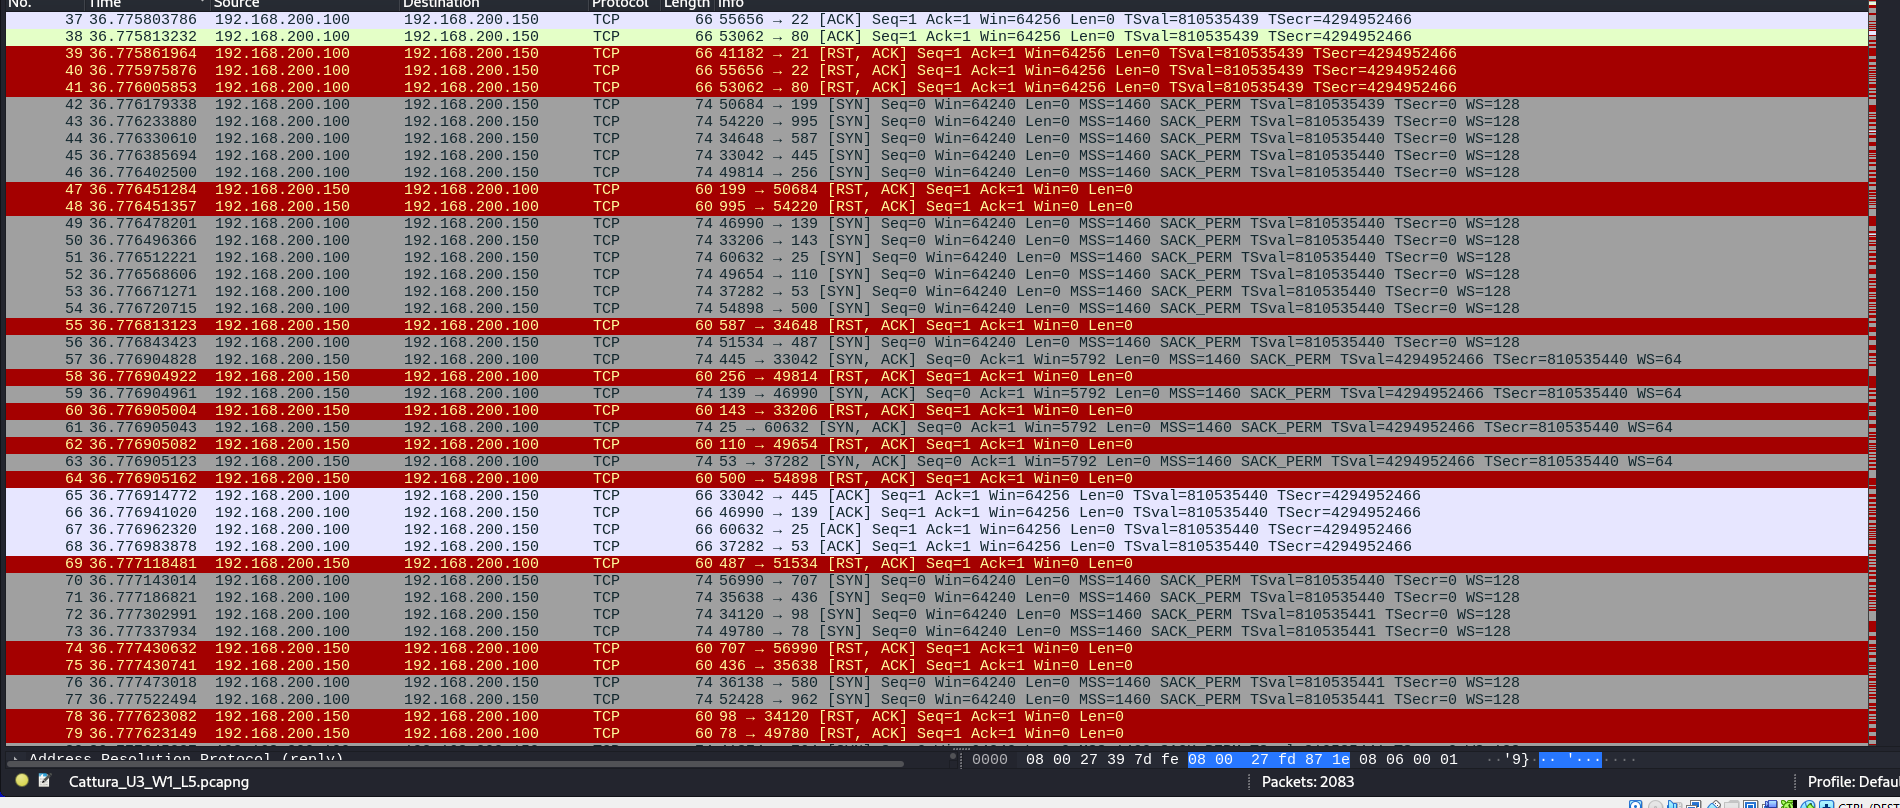 No. Time Source Destination Protocol Length Info
37 36.775803786 192.168.200.100 192.168.200.150 TCP 66 55656 → 22 [ACK] Seq=1 Ack=1 Win=64256 Len=0 TSval=810535439 TSecr=4294952466
38 36.775813232 192.168.200.100 192.168.200.150 TCP 66 53062 → 80 [ACK] Seq=1 Ack=1 Win=64256 Len=0 TSval=810535439 TSecr=4294952466
39 36.775861964 192.168.200.100 192.168.200.150 TCP 66 41182 → 21 [RST, ACK] Seq=1 Ack=1 Win=64256 Len=0 TSval=810535439 TSecr=4294952466
40 36.775975876 192.168.200.100 192.168.200.150 TCP 66 55656 → 22 [RST, ACK] Seq=1 Ack=1 Win=64256 Len=0 TSval=810535439 TSecr=4294952466
41 36.776005853 192.168.200.100 192.168.200.150 TCP 66 53062 → 80 [RST, ACK] Seq=1 Ack=1 Win=64256 Len=0 TSval=810535439 TSecr=4294952466
42 36.776179338 192.168.200.100 192.168.200.150 TCP 74 50684 → 199 [SYN] Seq=0 Win=64240 Len=0 MSS=1460 SACK_PERM TSval=810535439 TSecr=0 WS=128
43 36.776233880 192.168.200.100 192.168.200.150 TCP 74 54220 → 995 [SYN] Seq=0 Win=64240 Len=0 MSS=1460 SACK_PERM TSval=810535439 TSecr=0 WS=128
44 36.776330610 192.168.200.100 192.168.200.150 TCP 74 34648 → 587 [SYN] Seq=0 Win=64240 Len=0 MSS=1460 SACK_PERM TSval=810535440 TSecr=0 WS=128
45 36.776385694 192.168.200.100 192.168.200.150 TCP 74 33042 → 445 [SYN] Seq=0 Win=64240 Len=0 MSS=1460 SACK_PERM TSval=810535440 TSecr=0 WS=128
46 36.776402500 192.168.200.100 192.168.200.150 TCP 74 49814 → 256 [SYN] Seq=0 Win=64240 Len=0 MSS=1460 SACK_PERM TSval=810535440 TSecr=0 WS=128
47 36.776451284 192.168.200.150 192.168.200.100 TCP 60 199 → 50684 [RST, ACK] Seq=1 Ack=1 Win=0 Len=0
48 36.776451357 192.168.200.150 192.168.200.100 TCP 60 995 → 54220 [RST, ACK] Seq=1 Ack=1 Win=0 Len=0
49 36.776478201 192.168.200.100 192.168.200.150 TCP 74 46990 → 139 [SYN] Seq=0 Win=64240 Len=0 MSS=1460 SACK_PERM TSval=810535440 TSecr=0 WS=128
50 36.776496366 192.168.200.100 192.168.200.150 TCP 74 33206 → 143 [SYN] Seq=0 Win=64240 Len=0 MSS=1460 SACK_PERM TSval=810535440 TSecr=0 WS=128
51 36.776512221 192.168.200.100 192.168.200.150 TCP 74 60632 → 25 [SYN] Seq=0 Win=64240 Len=0 MSS=1460 SACK_PERM TSval=810535440 TSecr=0 WS=128
52 36.776568606 192.168.200.100 192.168.200.150 TCP 74 49654 → 110 [SYN] Seq=0 Win=64240 Len=0 MSS=1460 SACK_PERM TSval=810535440 TSecr=0 WS=128
53 36.776671271 192.168.200.100 192.168.200.150 TCP 74 37282 → 53 [SYN] Seq=0 Win=64240 Len=0 MSS=1460 SACK_PERM TSval=810535440 TSecr=0 WS=128
54 36.776720715 192.168.200.100 192.168.200.150 TCP 74 54898 → 500 [SYN] Seq=0 Win=64240 Len=0 MSS=1460 SACK_PERM TSval=810535440 TSecr=0 WS=128
55 36.776813123 192.168.200.150 192.168.200.100 TCP 60 587 → 34648 [RST, ACK] Seq=1 Ack=1 Win=0 Len=0
56 36.776843423 192.168.200.100 192.168.200.150 TCP 74 51534 → 487 [SYN] Seq=0 Win=64240 Len=0 MSS=1460 SACK_PERM TSval=810535440 TSecr=0 WS=128
57 36.776904828 192.168.200.150 192.168.200.100 TCP 74 445 → 33042 [SYN, ACK] Seq=0 Ack=1 Win=5792 Len=0 MSS=1460 SACK_PERM TSval=4294952466 TSecr=810535440 WS=64
58 36.776904922 192.168.200.150 192.168.200.100 TCP 60 256 → 49814 [RST, ACK] Seq=1 Ack=1 Win=0 Len=0
59 36.776904961 192.168.200.150 192.168.200.100 TCP 74 139 → 46990 [SYN, ACK] Seq=0 Ack=1 Win=5792 Len=0 MSS=1460 SACK_PERM TSval=4294952466 TSecr=810535440 WS=64
60 36.776905004 192.168.200.150 192.168.200.100 TCP 60 143 → 33206 [RST, ACK] Seq=1 Ack=1 Win=0 Len=0
61 36.776905043 192.168.200.150 192.168.200.100 TCP 74 25 → 60632 [SYN, ACK] Seq=0 Ack=1 Win=5792 Len=0 MSS=1460 SACK_PERM TSval=4294952466 TSecr=810535440 WS=64
62 36.776905082 192.168.200.150 192.168.200.100 TCP 60 110 → 49654 [RST, ACK] Seq=1 Ack=1 Win=0 Len=0
63 36.776905123 192.168.200.150 192.168.200.100 TCP 74 53 → 37282 [SYN, ACK] Seq=0 Ack=1 Win=5792 Len=0 MSS=1460 SACK_PERM TSval=4294952466 TSecr=810535440 WS=64
64 36.776905162 192.168.200.150 192.168.200.100 TCP 60 500 → 54898 [RST, ACK] Seq=1 Ack=1 Win=0 Len=0
65 36.776914772 192.168.200.100 192.168.200.150 TCP 66 33042 → 445 [ACK] Seq=1 Ack=1 Win=64256 Len=0 TSval=810535440 TSecr=4294952466
66 36.776941020 192.168.200.100 192.168.200.150 TCP 66 46990 → 139 [ACK] Seq=1 Ack=1 Win=64256 Len=0 TSval=810535440 TSecr=4294952466
67 36.776962320 192.168.200.100 192.168.200.150 TCP 66 60632 → 25 [ACK] Seq=1 Ack=1 Win=64256 Len=0 TSval=810535440 TSecr=4294952466
68 36.776983878 192.168.200.100 192.168.200.150 TCP 66 37282 → 53 [ACK] Seq=1 Ack=1 Win=64256 Len=0 TSval=810535440 TSecr=4294952466
69 36.777118481 192.168.200.150 192.168.200.100 TCP 60 487 → 51534 [RST, ACK] Seq=1 Ack=1 Win=0 Len=0
70 36.777143014 192.168.200.100 192.168.200.150 TCP 74 56990 → 707 [SYN] Seq=0 Win=64240 Len=0 MSS=1460 SACK_PERM TSval=810535440 TSecr=0 WS=128
71 36.777186821 192.168.200.100 192.168.200.150 TCP 74 35638 → 436 [SYN] Seq=0 Win=64240 Len=0 MSS=1460 SACK_PERM TSval=810535440 TSecr=0 WS=128
72 36.777302991 192.168.200.100 192.168.200.150 TCP 74 34120 → 98 [SYN] Seq=0 Win=64240 Len=0 MSS=1460 SACK_PERM TSval=810535441 TSecr=0 WS=128
73 36.777337934 192.168.200.100 192.168.200.150 TCP 74 49780 → 78 [SYN] Seq=0 Win=64240 Len=0 MSS=1460 SACK_PERM TSval=810535441 TSecr=0 WS=128
74 36.777430632 192.168.200.150 192.168.200.100 TCP 60 707 → 56990 [RST, ACK] Seq=1 Ack=1 Win=0 Len=0
75 36.777430741 192.168.200.150 192.168.200.100 TCP 60 436 → 35638 [RST, ACK] Seq=1 Ack=1 Win=0 Len=0
76 36.777473018 192.168.200.100 192.168.200.150 TCP 74 36138 → 580 [SYN] Seq=0 Win=64240 Len=0 MSS=1460 SACK_PERM TSval=810535441 TSecr=0 WS=128
77 36.777522494 192.168.200.100 192.168.200.150 TCP 74 52428 → 962 [SYN] Seq=0 Win=64240 Len=0 MSS=1460 SACK_PERM TSval=810535441 TSecr=0 WS=128
78 36.777623082 192.168.200.150 192.168.200.100 TCP 60 98 → 34120 [RST, ACK] Seq=1 Ack=1 Win=0 Len=0
79 36.777623149 192.168.200.150 192.168.200.100 TCP 60 78 → 49780 [RST, ACK] Seq=1 Ack=1 Win=0 Len=0
Address Resolution Protocol (reply)
0000 08 00 27 39 7d fe 08 00 27 fd 87 1e 08 06 00 01 ··'9}··· '·······
Cattura_U3_W1_L5.pcapng Packets: 2083 Profile: Defau